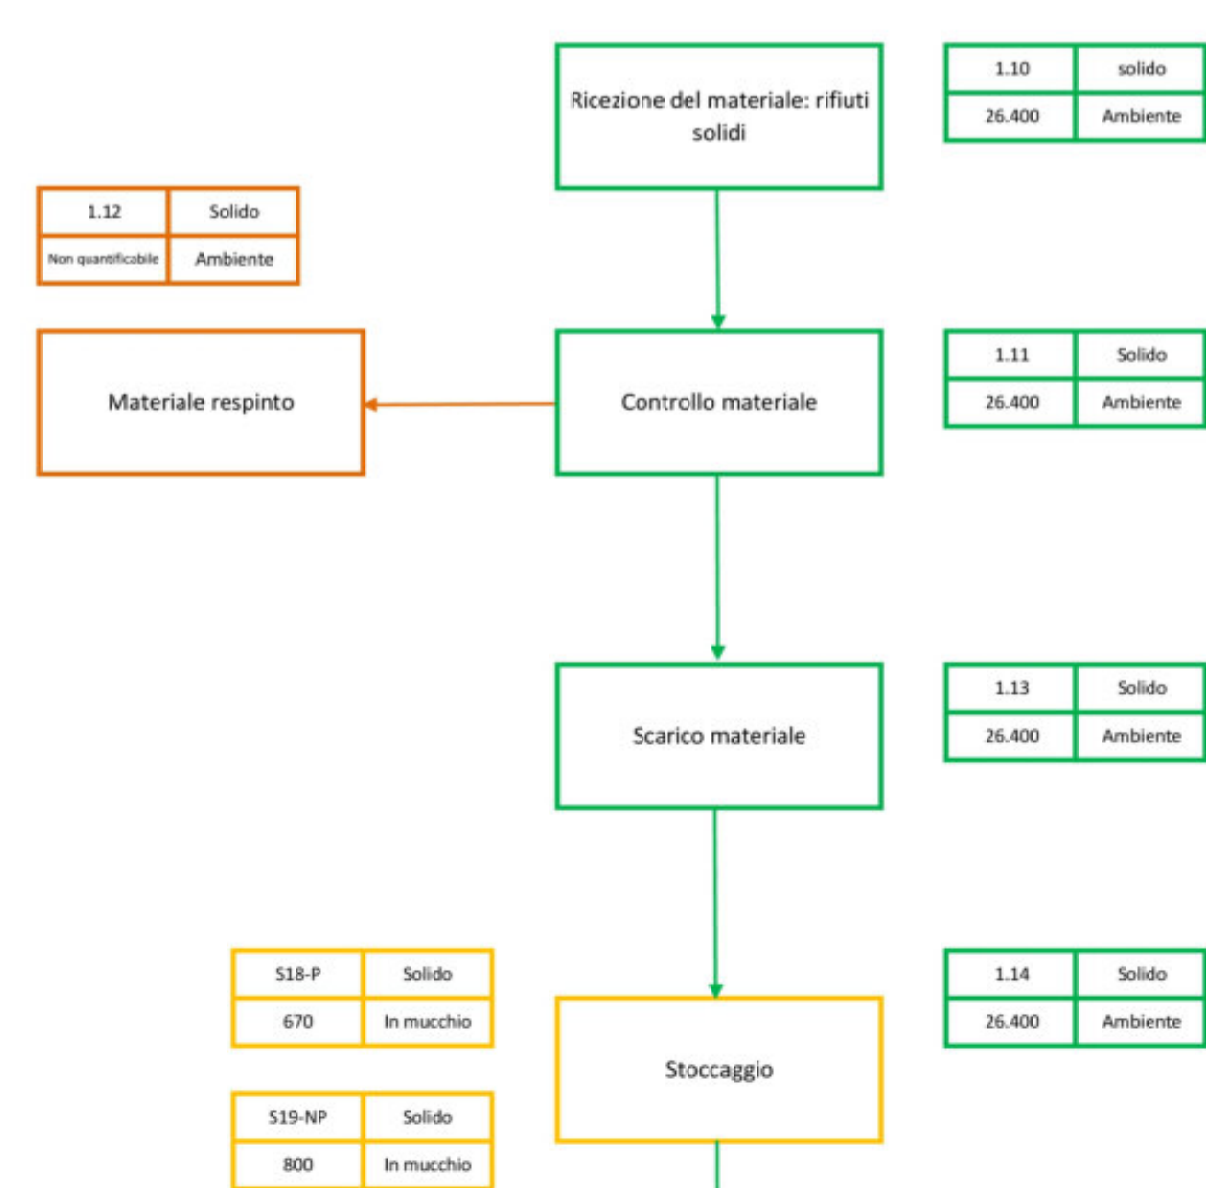 Ricezione del materiale: rifiuti
solidi
1.10 solido
26.400 Ambiente
1.12 Solido
Non quantificabile Ambiente
Materiale respinto
Controllo materiale
1.11 Solido
26.400 Ambiente
Scarico materiale
1.13 Solido
26.400 Ambiente
S18-P Solido
670 In mucchio
Stoccaggio
1.14 Solido
26.400 Ambiente
S19-NP Solido
800 In mucchio